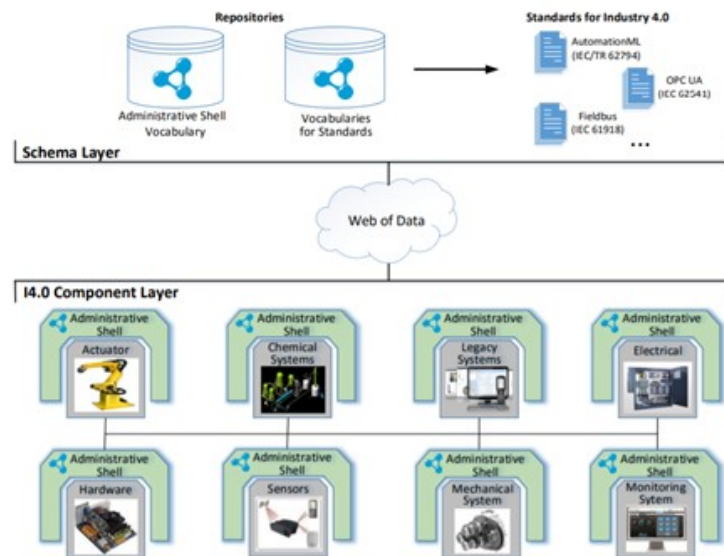 Repositories
Standards for Industry 4.0
AutomationML
(IEC/TR 62794)
OPC UA
(IEC 62541)
Fieldbus
(IEC 61918)
...
Administrative Shell
Vocabulary
Vocabularies
for Standards
Schema Layer
Web of Data
I4.0 Component Layer
Administrative
Shell
Actuator
Administrative
Shell
Chemical
Systems
Administrative
Shell
Legacy
Systems
Administrative
Shell
Electrical
Administrative
Shell
Hardware
Administrative
Shell
Sensors
Administrative
Shell
Mechanical
System
Administrative
Shell
Monitoring
Sytem